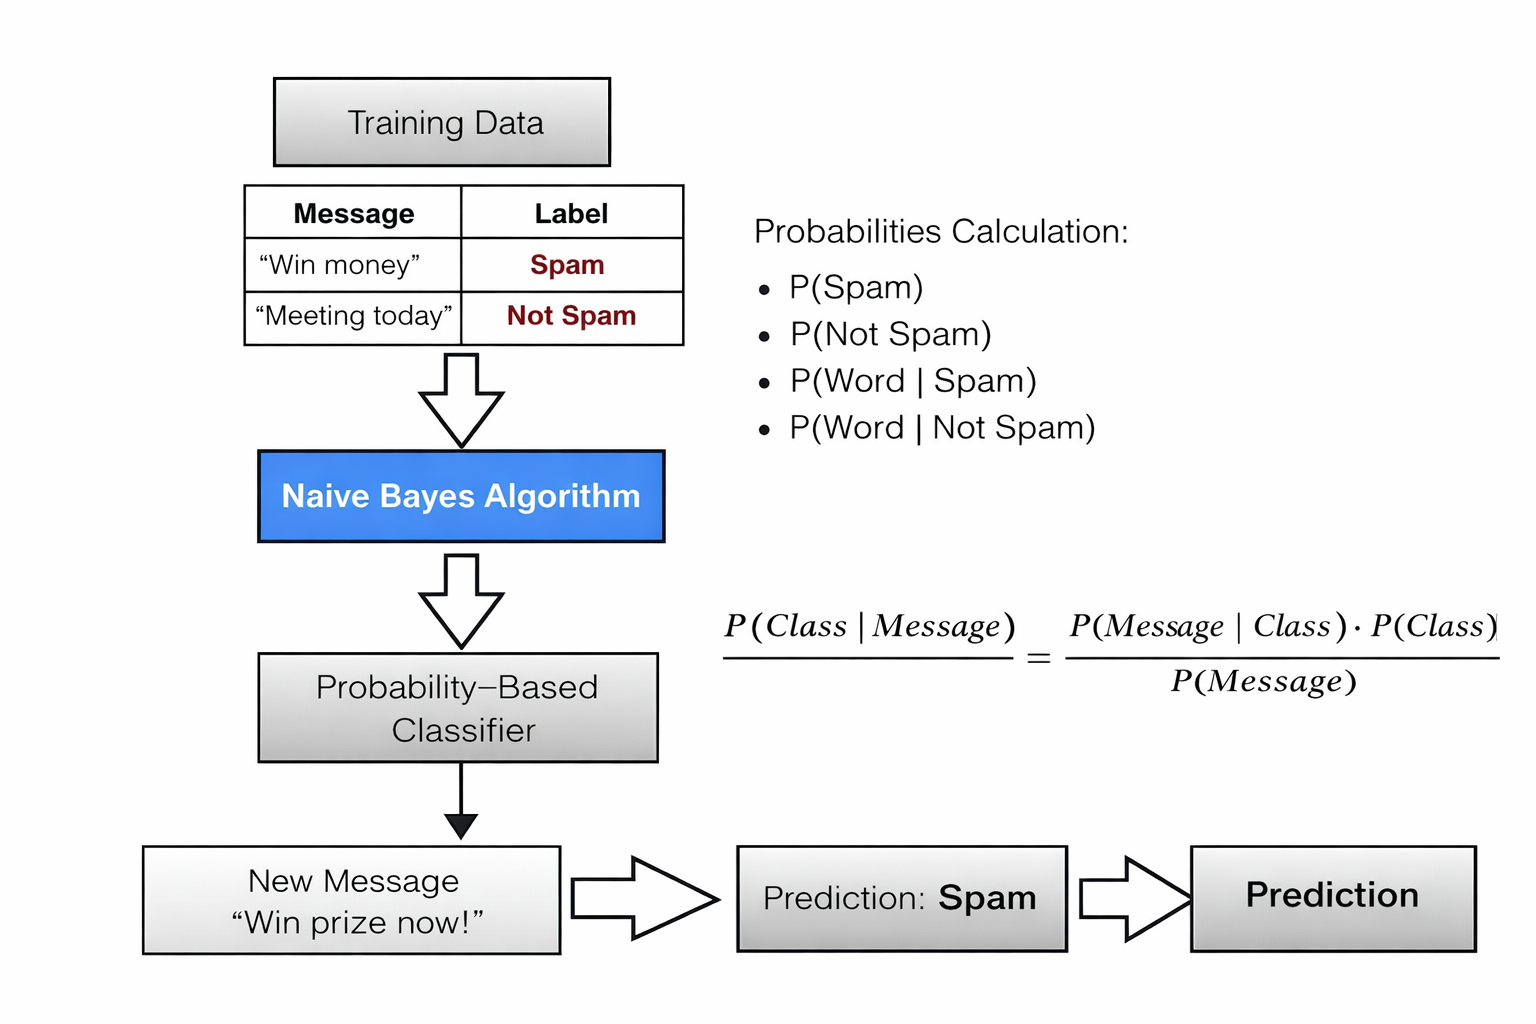 Training Data
Message Label
“Win money” Spam
“Meeting today” Not Spam
Probabilities Calculation:
• P(Spam)
• P(Not Spam)
• P(Word | Spam)
• P(Word | Not Spam)
Naive Bayes Algorithm
Probability–Based
Classifier
P(Class | Message) = P(Message | Class) · P(Class)
P(Message)
New Message
“Win prize now!”
Prediction: Spam
Prediction